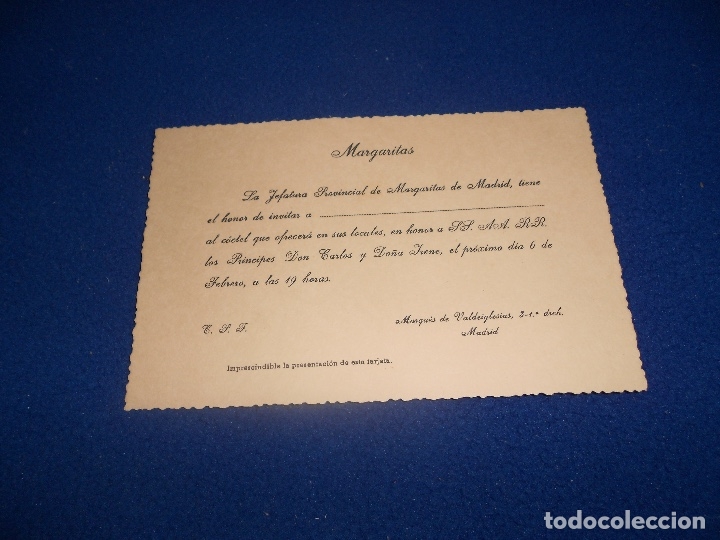 Margaritas
La Jefatura Provincial de Margaritas de Madrid, tiene
el honor de invitar a
al cóctel que ofrecerá en sus locales, en honor a SS. AA. RR.
los Príncipes Don Carlos y Doña Irene, el próximo día 6 de
Febrero, a las 19 horas.
C. S. T.
Marqués de Valdeiglesias, 2-1.º drch.
Madrid
Imprescindible la presentación de esta tarjeta.
todocoleccion